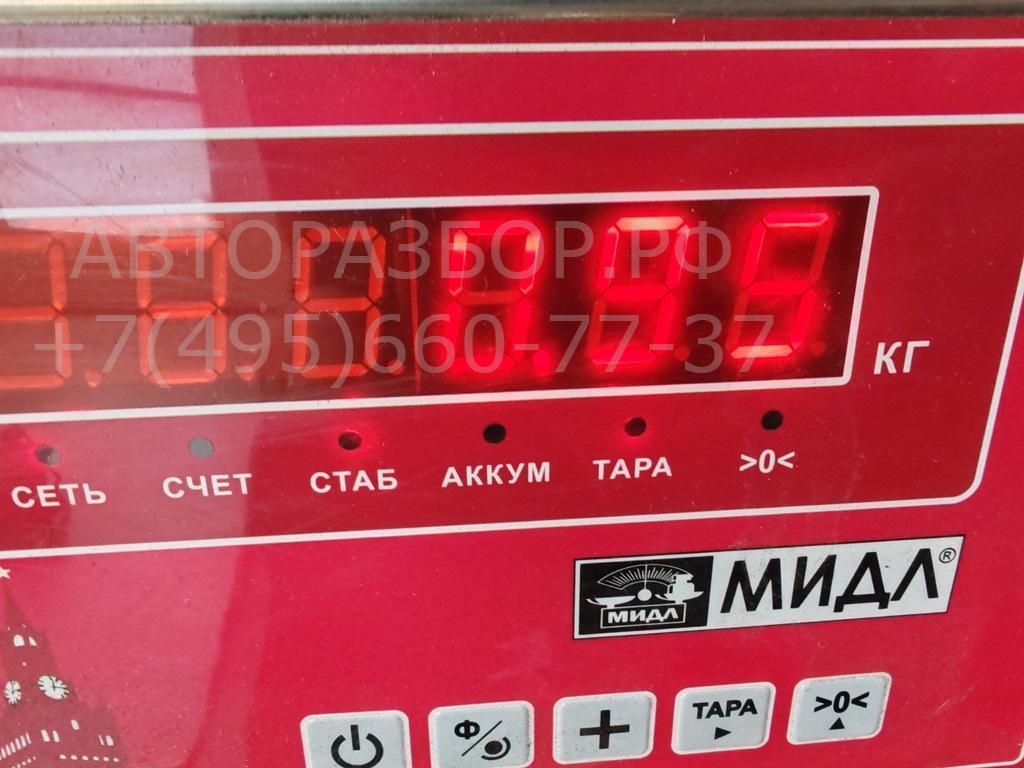 АВТОРАЗБОР.РФ
+7(495)660-77-37
КГ
СЕТЬ СЧЕТ СТАБ АККУМ ТАРА >0<
МИДЛ МИДЛ®
Ф ТАРА >0<